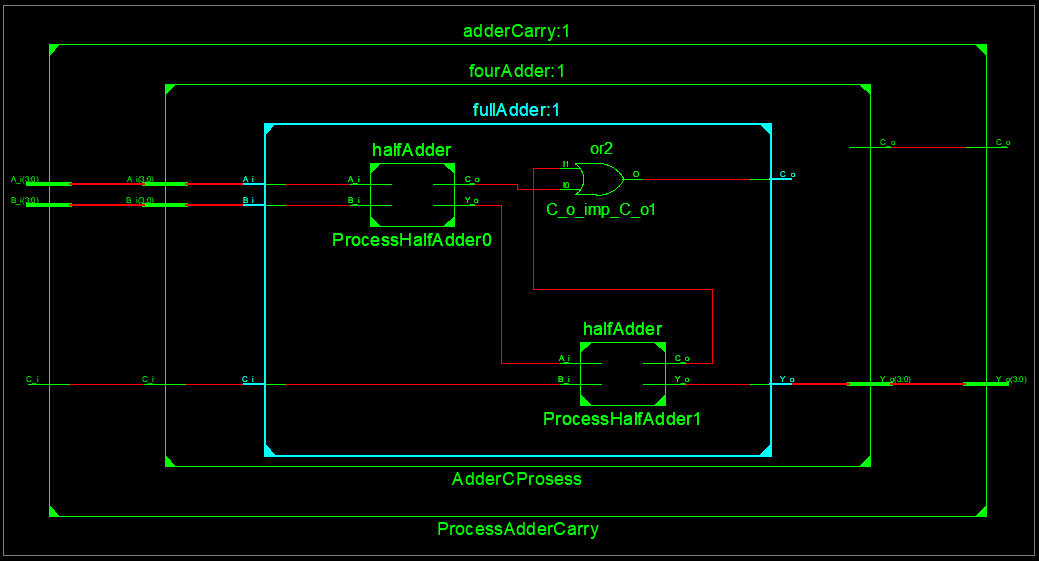 adderCarry:1
fourAdder:1
fullAdder:1
halfAdder
or2
C_o C_o
I1
A_i(3:0) A_i(3:0) A_i A_i C_o O C_o
I0
B_i(3:0) B_i(3:0) B_i B_i Y_o
C_o_imp_C_o1
ProcessHalfAdder0
halfAdder
A_i C_o
C_i C_i C_i B_i Y_o Y_o Y_o(3:0) Y_o(3:0)
ProcessHalfAdder1
AdderCProsess
ProcessAdderCarry